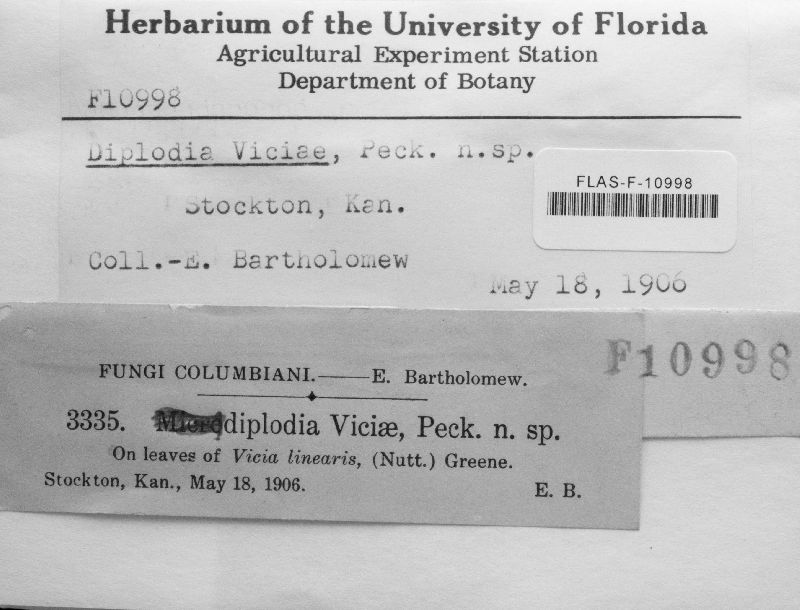 Herbarium of the University of Florida
Agricultural Experiment Station
Department of Botany
F10998
Diplodia Viciae, Peck. n.sp.
FLAS-F-10998
Stockton, Kan.
Coll.-E. Bartholomew
May 18, 1906
F10998
FUNGI COLUMBIANI.——E. Bartholomew.
3335. Microdiplodia Viciæ, Peck. n. sp.
On leaves of Vicia linearis, (Nutt.) Greene.
Stockton, Kan., May 18, 1906.
E. B.